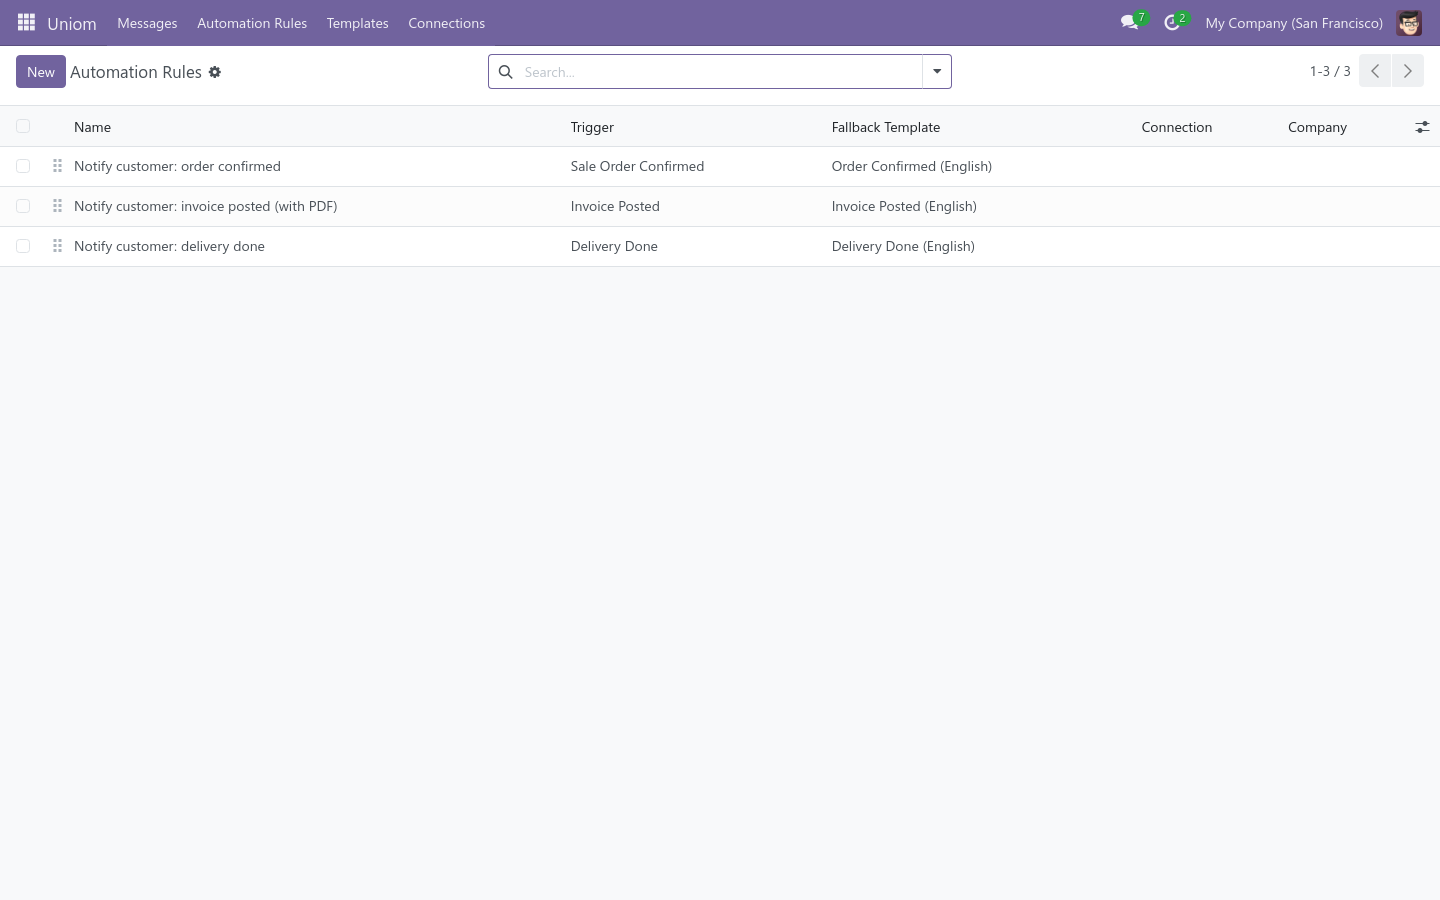 Uniom Messages Automation Rules Templates Connections 7 2 My Company (San Francisco)
New Automation Rules Search... 1-3 / 3
Name Trigger Fallback Template Connection Company
Notify customer: order confirmed Sale Order Confirmed Order Confirmed (English)
Notify customer: invoice posted (with PDF) Invoice Posted Invoice Posted (English)
Notify customer: delivery done Delivery Done Delivery Done (English)